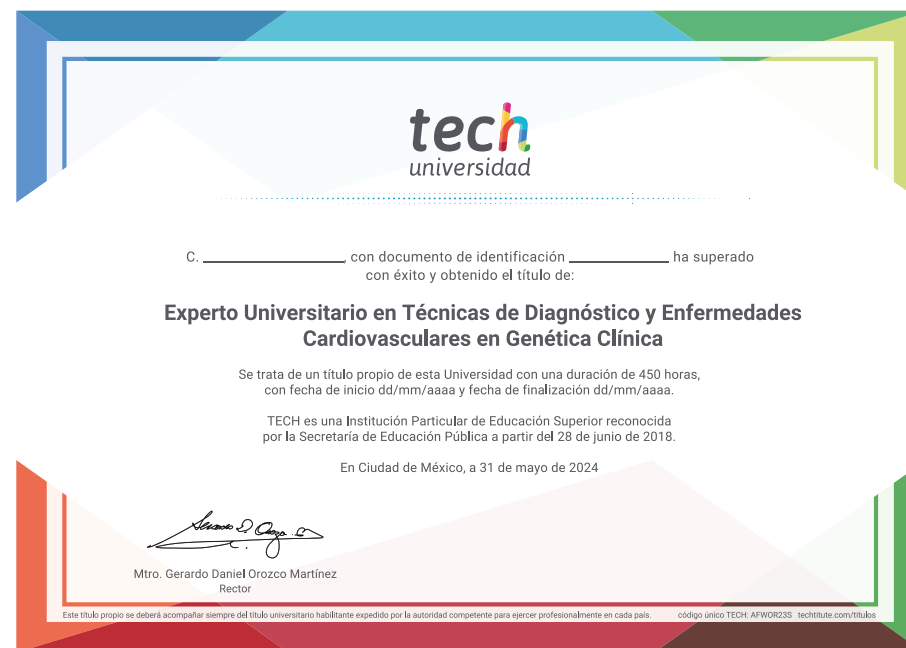 tech
universidad
C. ____________________, con documento de identificación ______________ ha superado
con éxito y obtenido el título de:
Experto Universitario en Técnicas de Diagnóstico y Enfermedades
Cardiovasculares en Genética Clínica
Se trata de un título propio de esta Universidad con una duración de 450 horas,
con fecha de inicio dd/mm/aaaa y fecha de finalización dd/mm/aaaa.
TECH es una Institución Particular de Educación Superior reconocida
por la Secretaría de Educación Pública a partir del 28 de junio de 2018.
En Ciudad de México, a 31 de mayo de 2024
Mtro. Gerardo Daniel Orozco Martínez
Rector
Este título propio se deberá acompañar siempre del título universitario habilitante expedido por la autoridad competente para ejercer profesionalmente en cada país. código único TECH: AFWOR23S techtitute.com/titulos